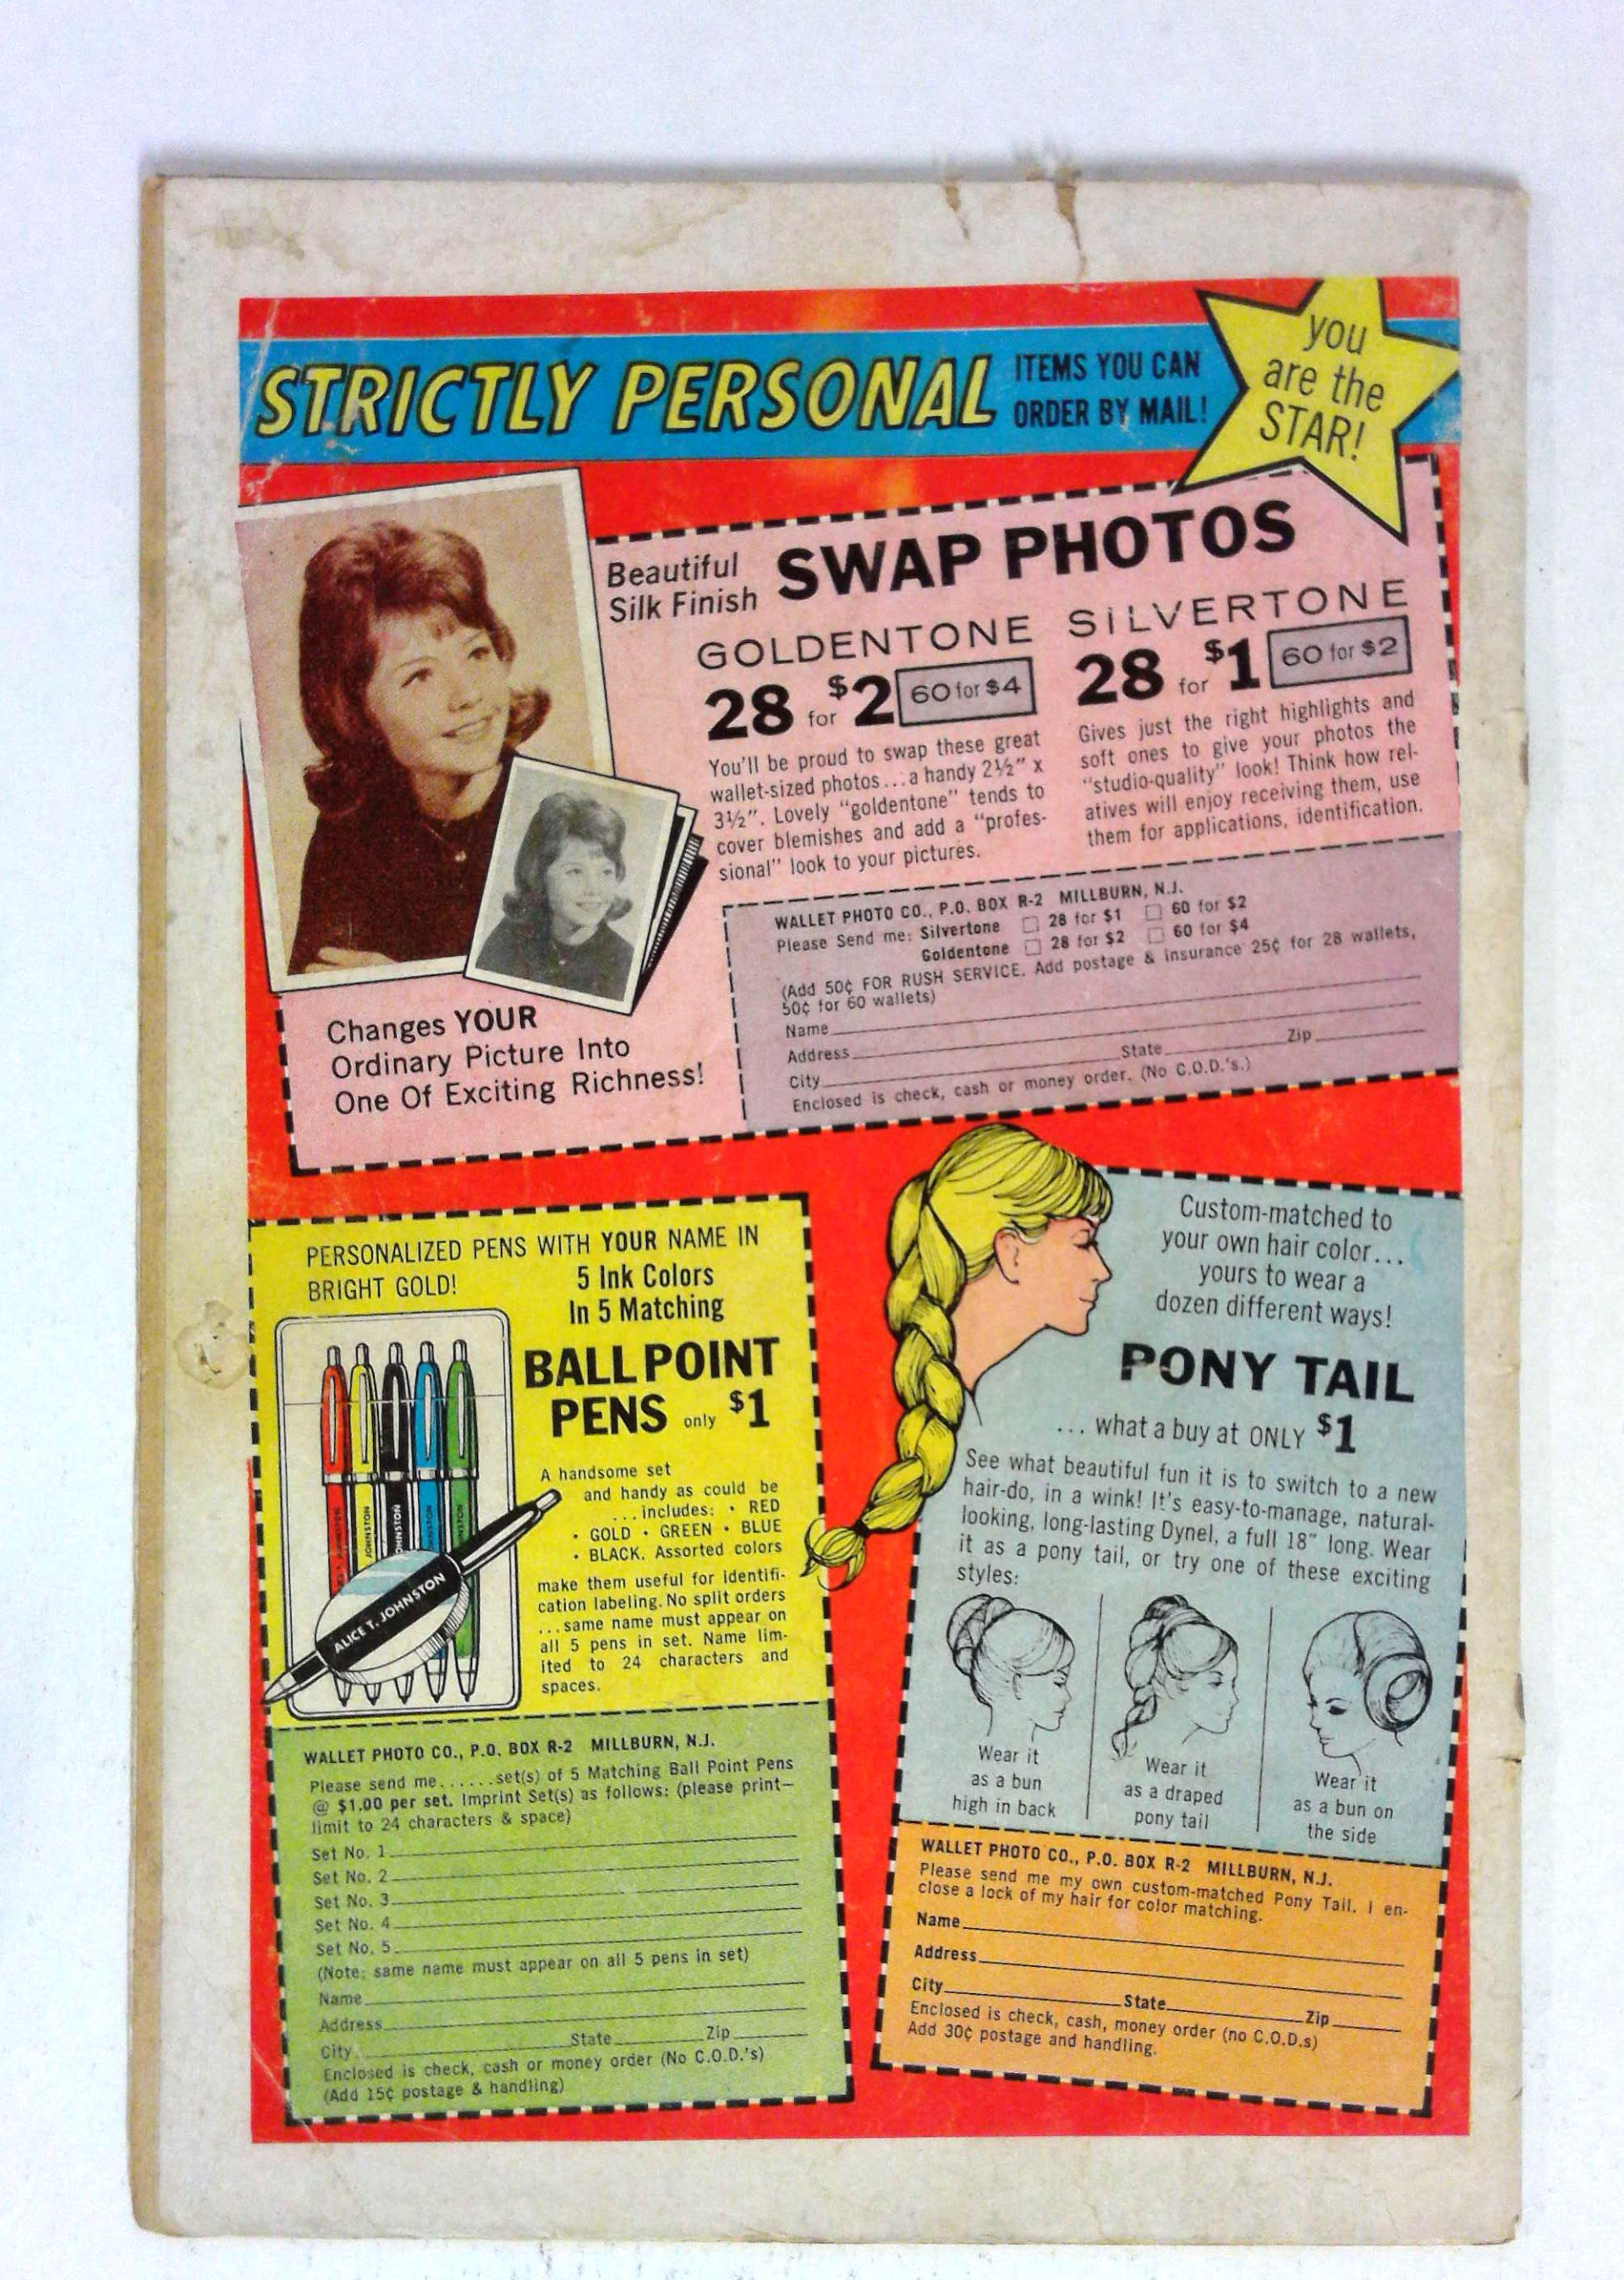 STRICTLY PERSONAL
ITEMS YOU CAN
ORDER BY MAIL!
you
are the
STAR!
Beautiful
Silk Finish
SWAP PHOTOS
GOLDENTONE
28 for $2
60 for $4
You'll be proud to swap these great
wallet-sized photos...a handy 2½" x
3½". Lovely "goldentone" tends to
cover blemishes and add a "profes-
sional" look to your pictures.
SILVERTONE
28 for $1
60 for $2
Gives just the right highlights and
soft ones to give your photos the
"studio-quality" look! Think how rel-
atives will enjoy receiving them, use
them for applications, identification.
Changes YOUR
Ordinary Picture Into
One Of Exciting Richness!
WALLET PHOTO CO., P.O. BOX R-2 MILLBURN, N.J.
Please Send me: Silvertone □ 28 for $1 □ 60 for $2
Goldentone □ 28 for $2 □ 60 for $4
(Add 50¢ FOR RUSH SERVICE. Add postage & insurance 25¢ for 28 wallets,
50¢ for 60 wallets)
Name
Address
City State Zip
Enclosed is check, cash or money order. (No C.O.D.'s.)
PERSONALIZED PENS WITH YOUR NAME IN
BRIGHT GOLD!
5 Ink Colors
In 5 Matching
BALL POINT
PENS only $1
A handsome set
and handy as could be
...includes: • RED
• GOLD • GREEN • BLUE
• BLACK. Assorted colors
make them useful for identifi-
cation labeling. No split orders
...same name must appear on
all 5 pens in set. Name lim-
ited to 24 characters and
spaces.
JOHNSTON
JOHNSTON
JOHNSTON
JOHNSTON
ALICE T. JOHNSTON
WALLET PHOTO CO., P.O. BOX R-2 MILLBURN, N.J.
Please send me......set(s) of 5 Matching Ball Point Pens
@ $1.00 per set. Imprint Set(s) as follows: (please print—
limit to 24 characters & space)
Set No. 1
Set No. 2
Set No. 3
Set No. 4
Set No. 5
(Note: same name must appear on all 5 pens in set)
Name
Address
City State Zip
Enclosed is check, cash or money order (No C.O.D.'s)
(Add 15¢ postage & handling)
Custom-matched to
your own hair color...
yours to wear a
dozen different ways!
PONY TAIL
...what a buy at ONLY $1
See what beautiful fun it is to switch to a new
hair-do, in a wink! It's easy-to-manage, natural-
looking, long-lasting Dynel, a full 18" long. Wear
it as a pony tail, or try one of these exciting
styles:
Wear it
as a bun
high in back
Wear it
as a draped
pony tail
Wear it
as a bun on
the side
WALLET PHOTO CO., P.O. BOX R-2 MILLBURN, N.J.
Please send me my own custom-matched Pony Tail. I en-
close a lock of my hair for color matching.
Name
Address
City State Zip
Enclosed is check, cash, money order (no C.O.D.s)
Add 30¢ postage and handling.